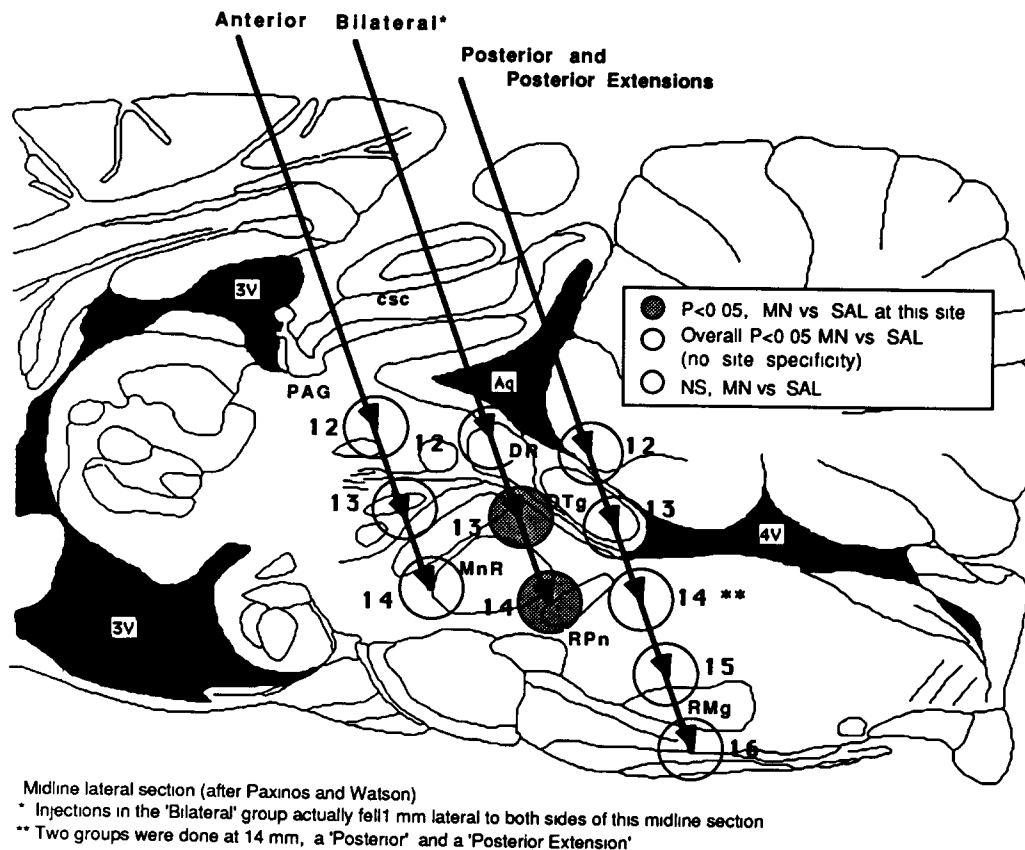 Anterior Bilateral*
Posterior and
Posterior Extensions
3V
csc
P<0 05, MN vs SAL at this site
Overall P<0 05 MN vs SAL
(no site specificity)
NS, MN vs SAL
PAG
Aq
12
12
DR
12
13
13
DTg
13
4V
14
MnR
14
14 **
RPn
3V
15
RMg
16
Midline lateral section (after Paxinos and Watson)
* Injections in the 'Bilateral' group actually fell1 mm lateral to both sides of this midline section
** Two groups were done at 14 mm, a 'Posterior' and a 'Posterior Extension'